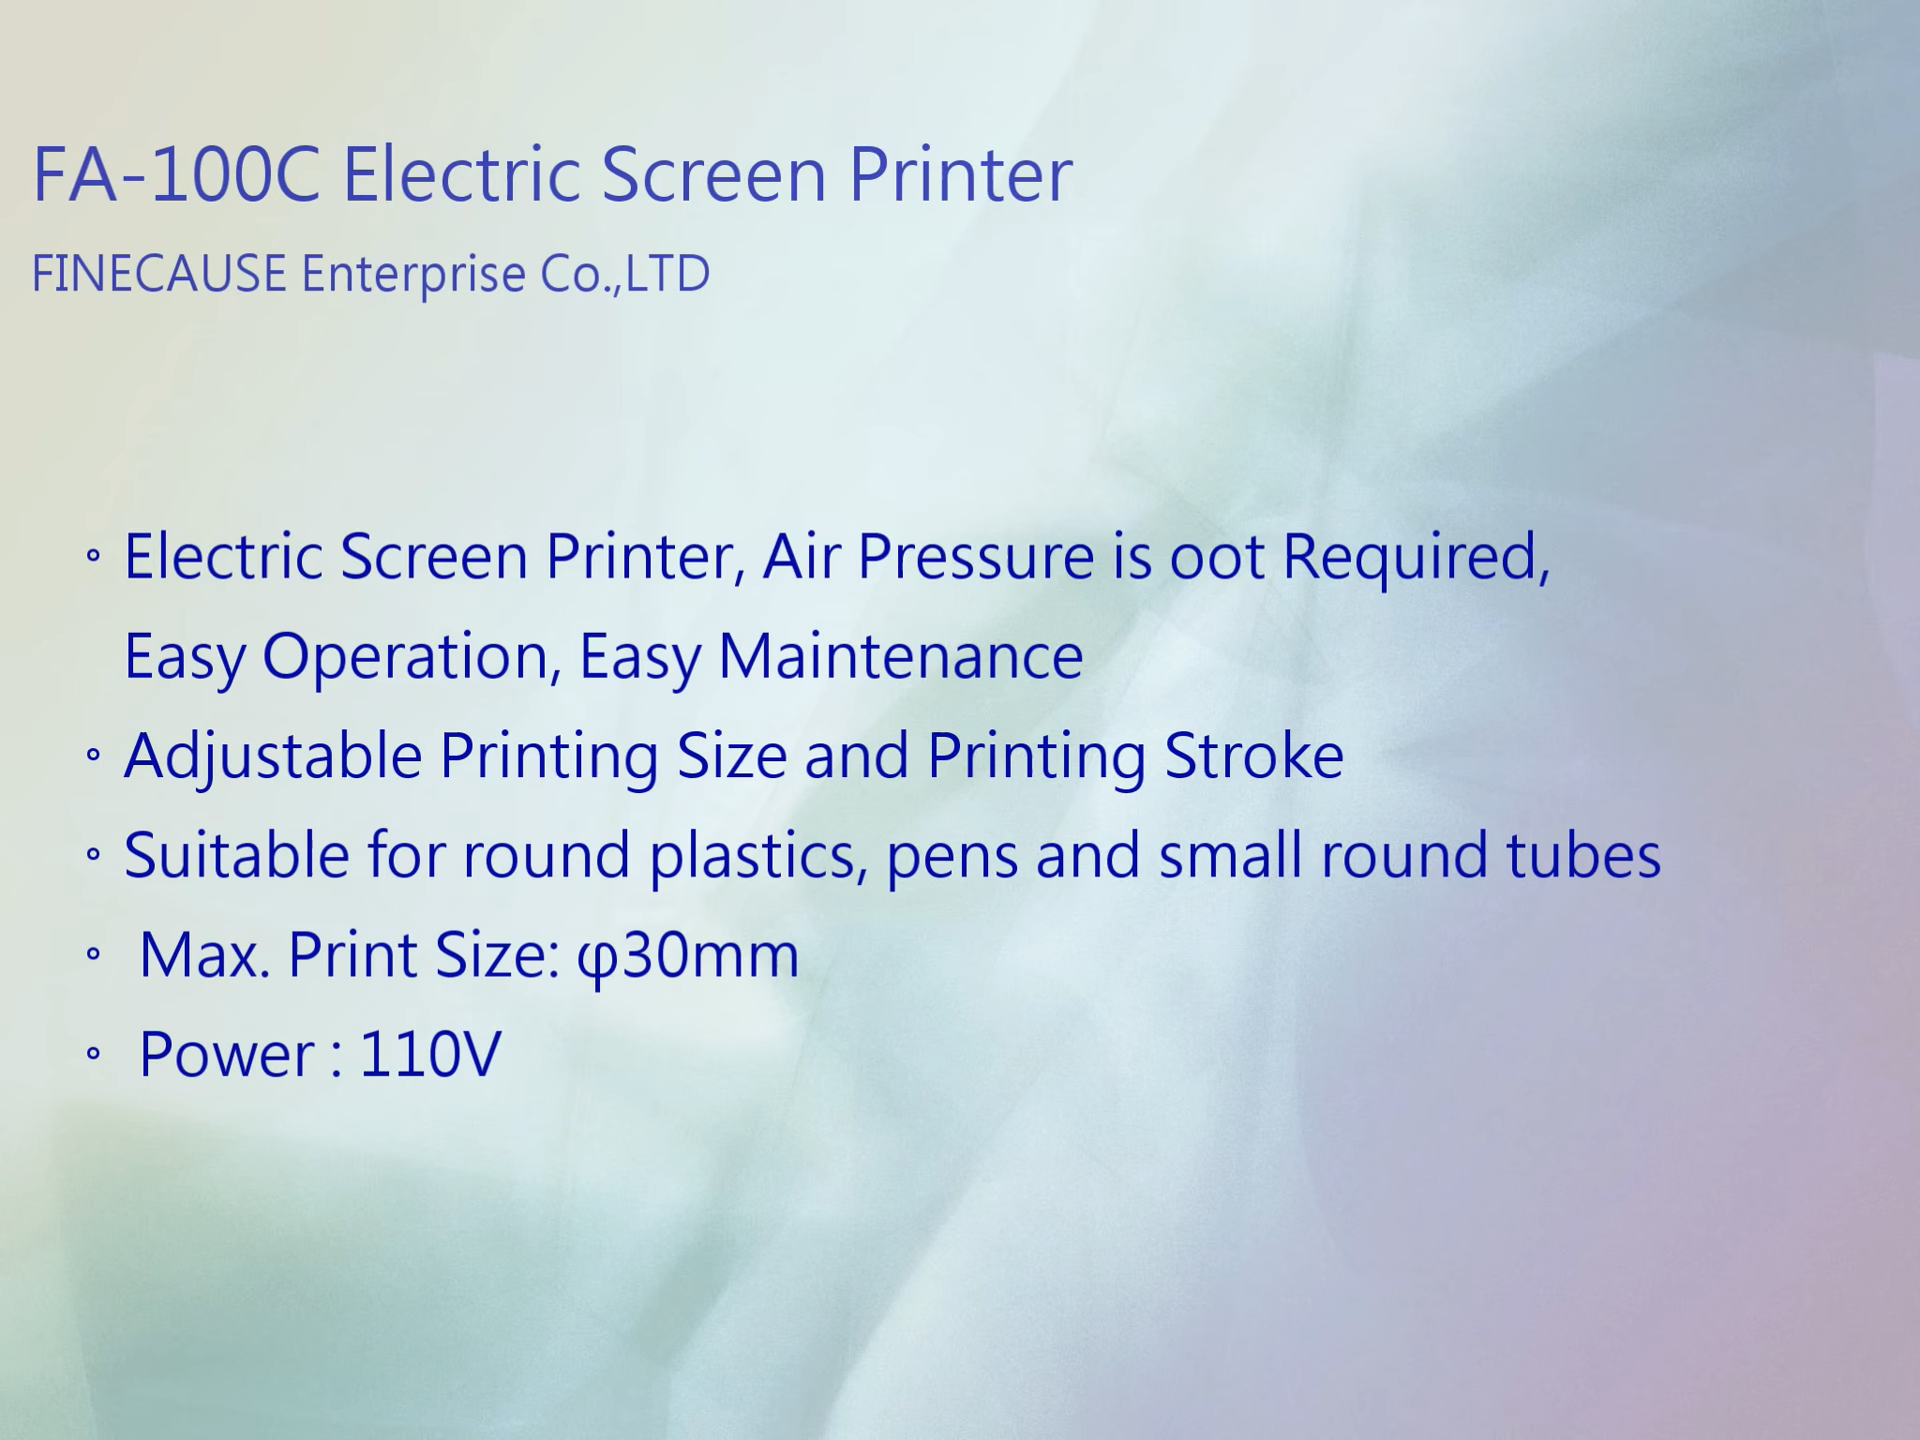 FA-100C Electric Screen Printer
FINECAUSE Enterprise Co.,LTD
◦ Electric Screen Printer, Air Pressure is oot Required,
Easy Operation, Easy Maintenance
◦ Adjustable Printing Size and Printing Stroke
◦ Suitable for round plastics, pens and small round tubes
◦ Max. Print Size: φ30mm
◦ Power : 110V